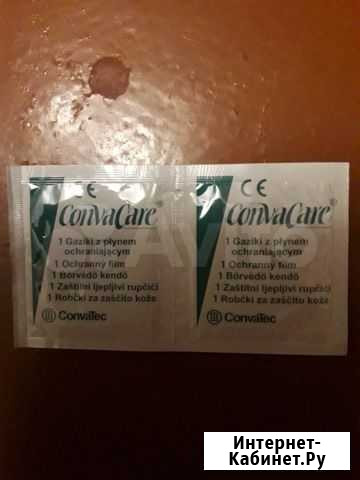 CE
ConvaCare®
1 Gaziki z płynem
ochraniającym
1 Ochranný film
1 Bőrvédő kendő
1 Zaštitni ljepljivi rupčići
1 Robčki za zaščito kože
ConvaTec
CE
ConvaCare®
1 Gaziki z płynem
ochraniającym
1 Ochranný film
1 Bőrvédő kendő
1 Zaštitni ljepljivi rupčići
1 Robčki za zaščito kože
ConvaTec
Интернет-
Кабинет.Ру